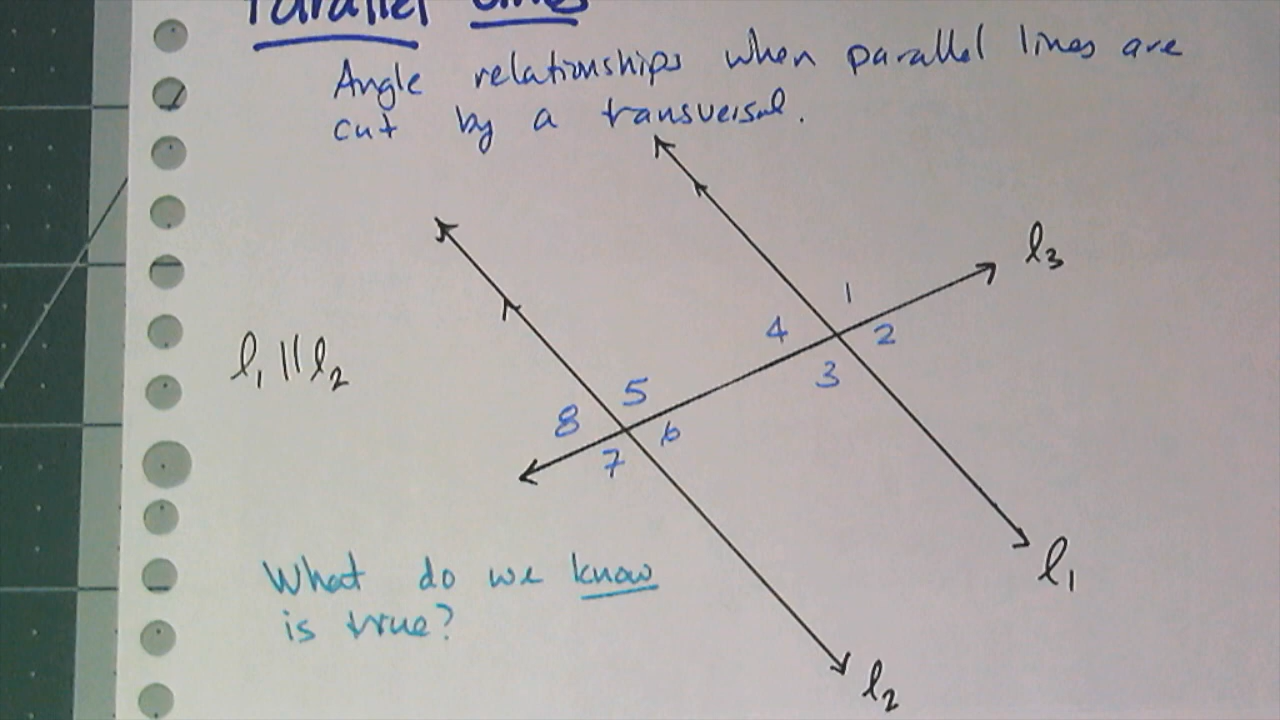 Parallel Lines
Angle relationships when parallel lines are
cut by a transversal.
l₃
1
4
2
l₁ || l₂
3
5
8
6
7
l₁
What do we know
is true?
l₂